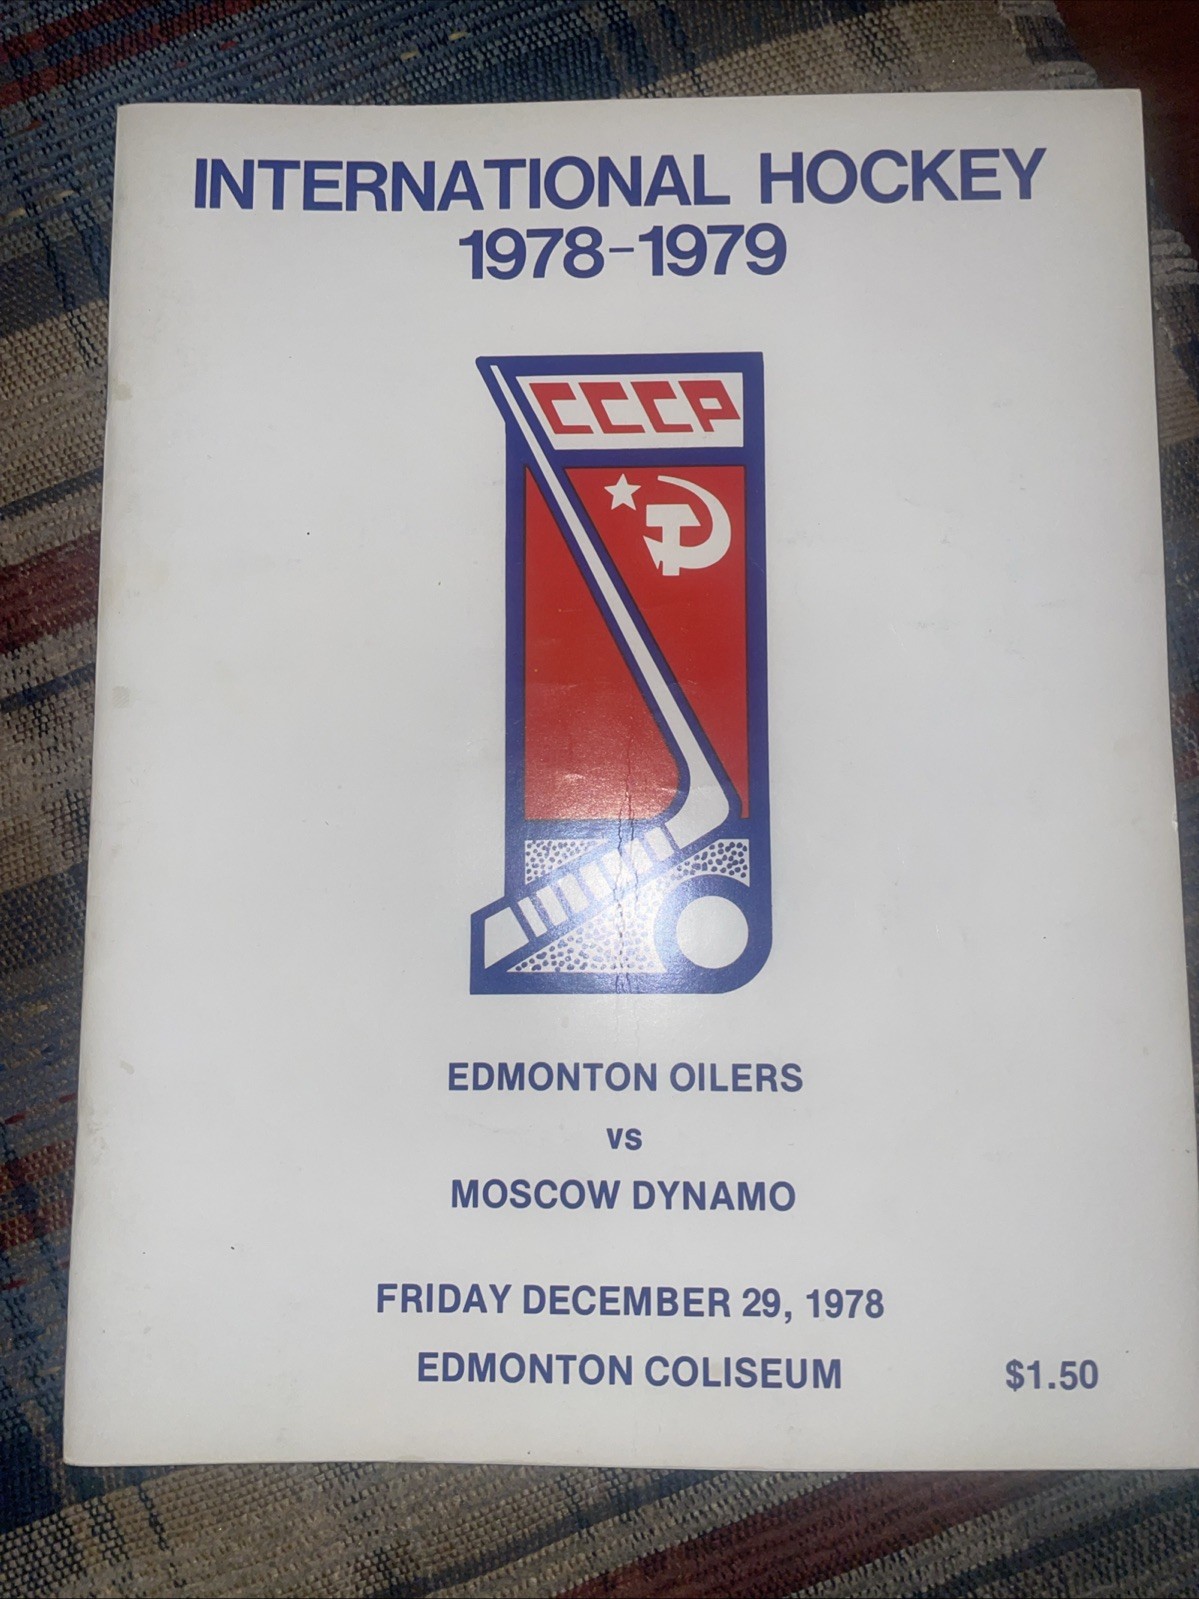 INTERNATIONAL HOCKEY
1978-1979
СССР
EDMONTON OILERS
vs
MOSCOW DYNAMO
FRIDAY DECEMBER 29, 1978
EDMONTON COLISEUM $1.50